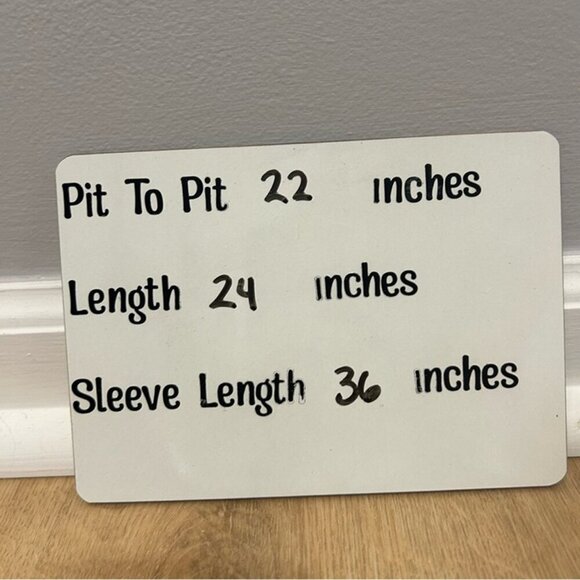 Pit To Pit 22 inches
Length 24 inches
Sleeve Length 36 inches